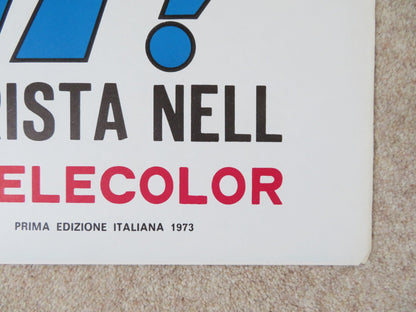 !?
RISTA NELL
ELECOLOR
PRIMA EDIZIONE ITALIANA 1973